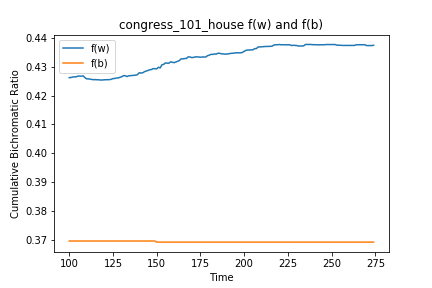 congress_101_house f(w) and f(b)
f(w)
f(b)
Cumulative Bichromatic Ratio
0.44
0.43
0.42
0.41
0.40
0.39
0.38
0.37
100 125 150 175 200 225 250 275
Time